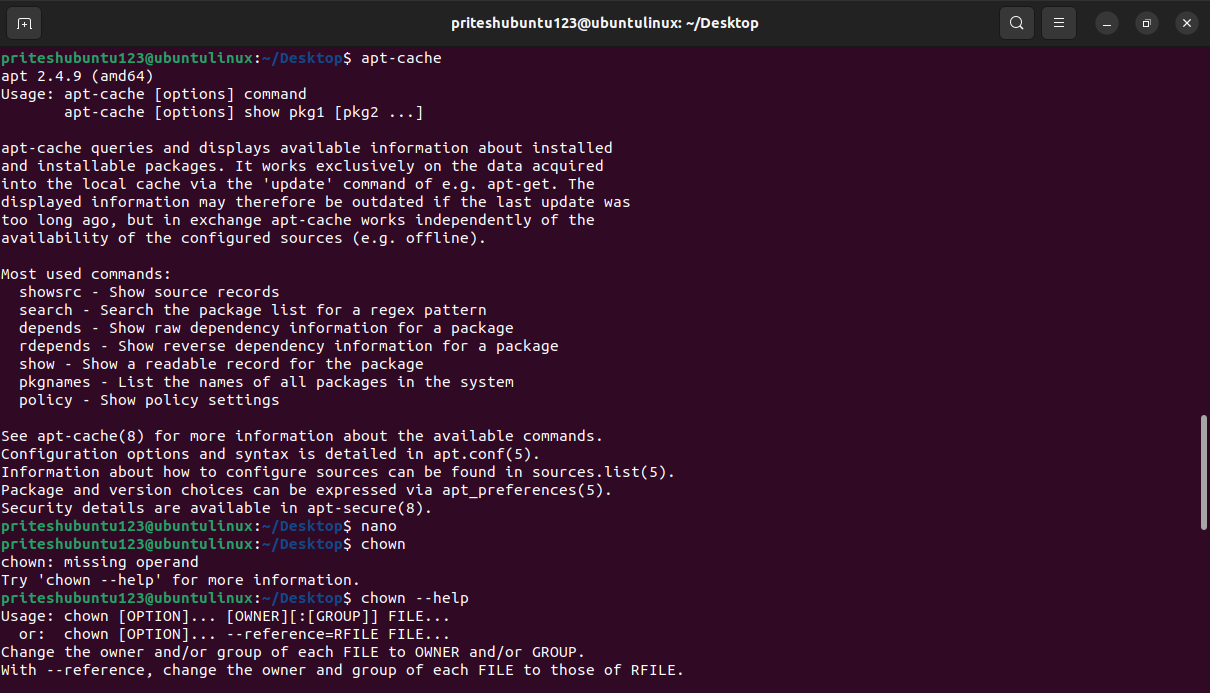 priteshubuntu123@ubuntulinux: ~/Desktop
priteshubuntu123@ubuntulinux:~/Desktop$ apt-cache
apt 2.4.9 (amd64)
Usage: apt-cache [options] command
       apt-cache [options] show pkg1 [pkg2 ...]

apt-cache queries and displays available information about installed
and installable packages. It works exclusively on the data acquired
into the local cache via the 'update' command of e.g. apt-get. The
displayed information may therefore be outdated if the last update was
too long ago, but in exchange apt-cache works independently of the
availability of the configured sources (e.g. offline).

Most used commands:
  showsrc - Show source records
  search - Search the package list for a regex pattern
  depends - Show raw dependency information for a package
  rdepends - Show reverse dependency information for a package
  show - Show a readable record for the package
  pkgnames - List the names of all packages in the system
  policy - Show policy settings

See apt-cache(8) for more information about the available commands.
Configuration options and syntax is detailed in apt.conf(5).
Information about how to configure sources can be found in sources.list(5).
Package and version choices can be expressed via apt_preferences(5).
Security details are available in apt-secure(8).
priteshubuntu123@ubuntulinux:~/Desktop$ nano
priteshubuntu123@ubuntulinux:~/Desktop$ chown
chown: missing operand
Try 'chown --help' for more information.
priteshubuntu123@ubuntulinux:~/Desktop$ chown --help
Usage: chown [OPTION]... [OWNER][:[GROUP]] FILE...
  or:  chown [OPTION]... --reference=RFILE FILE...
Change the owner and/or group of each FILE to OWNER and/or GROUP.
With --reference, change the owner and group of each FILE to those of RFILE.